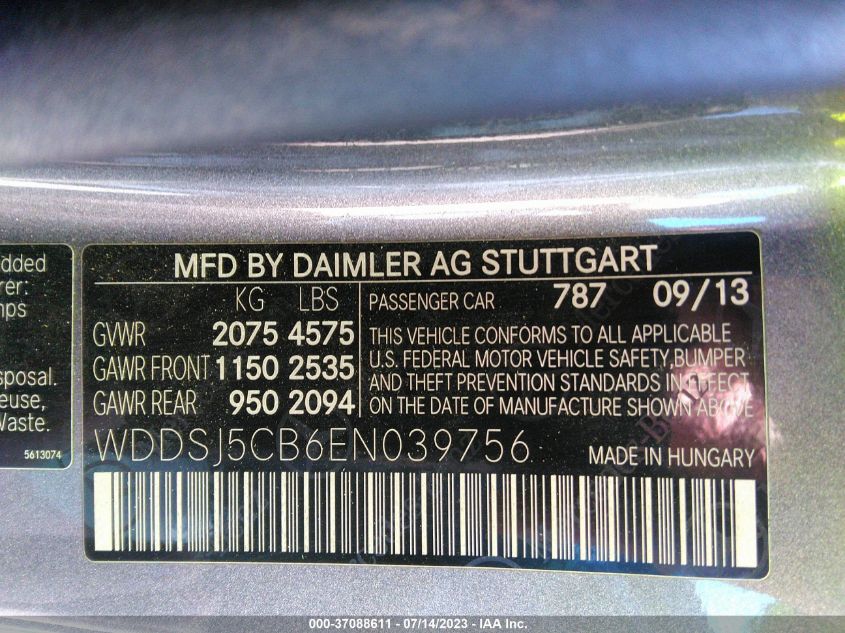 dded
rer:
mps
sposal.
euse,
Waste.
5613074
MFD BY DAIMLER AG STUTTGART
KG LBS
GVWR 2075 4575
GAWR FRONT 1150 2535
GAWR REAR 950 2094
PASSENGER CAR 787 09/13
THIS VEHICLE CONFORMS TO ALL APPLICABLE
U.S. FEDERAL MOTOR VEHICLE SAFETY, BUMPER
AND THEFT PREVENTION STANDARDS IN EFFECT
ON THE DATE OF MANUFACTURE SHOWN ABOVE
WDDSJ5CB6EN039756
MADE IN HUNGARY
000-37088611 - 07/14/2023 - IAA Inc.